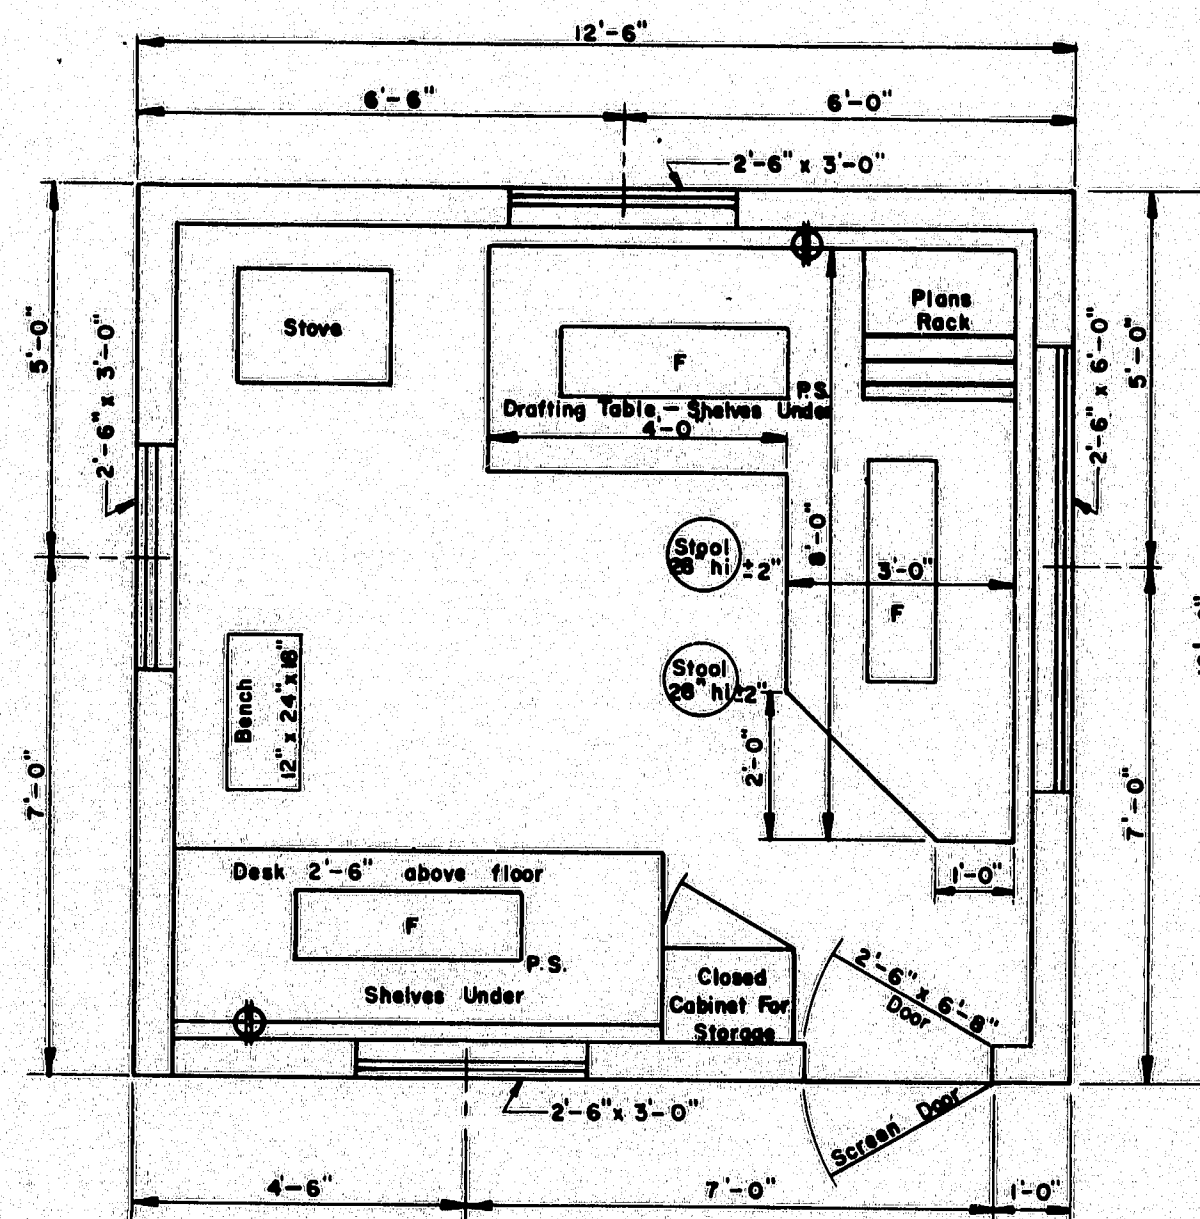 12'-6"
6'-6"
6'-0"
2'-6" x 3'-0"
5'-0"
2'-6" x 3'-0"
Stove
Plans
Rack
F
P.S.
Drafting Table - Shelves Under
4'-0"
2'-6" x 6'-0"
5'-0"
Stool
28" hi ±2"
8'-0"
3'-0"
F
Stool
28" hi ±2"
Bench
12" x 24" x 18"
2'-0"
7'-0"
7'-0"
1'-0"
Desk 2'-6" above floor
F
P.S.
Shelves Under
Closed
Cabinet For
Storage
2'-6" x 6'-8"
Door
2'-6" x 3'-0"
Screen Door
4'-6"
7'-0"
1'-0"